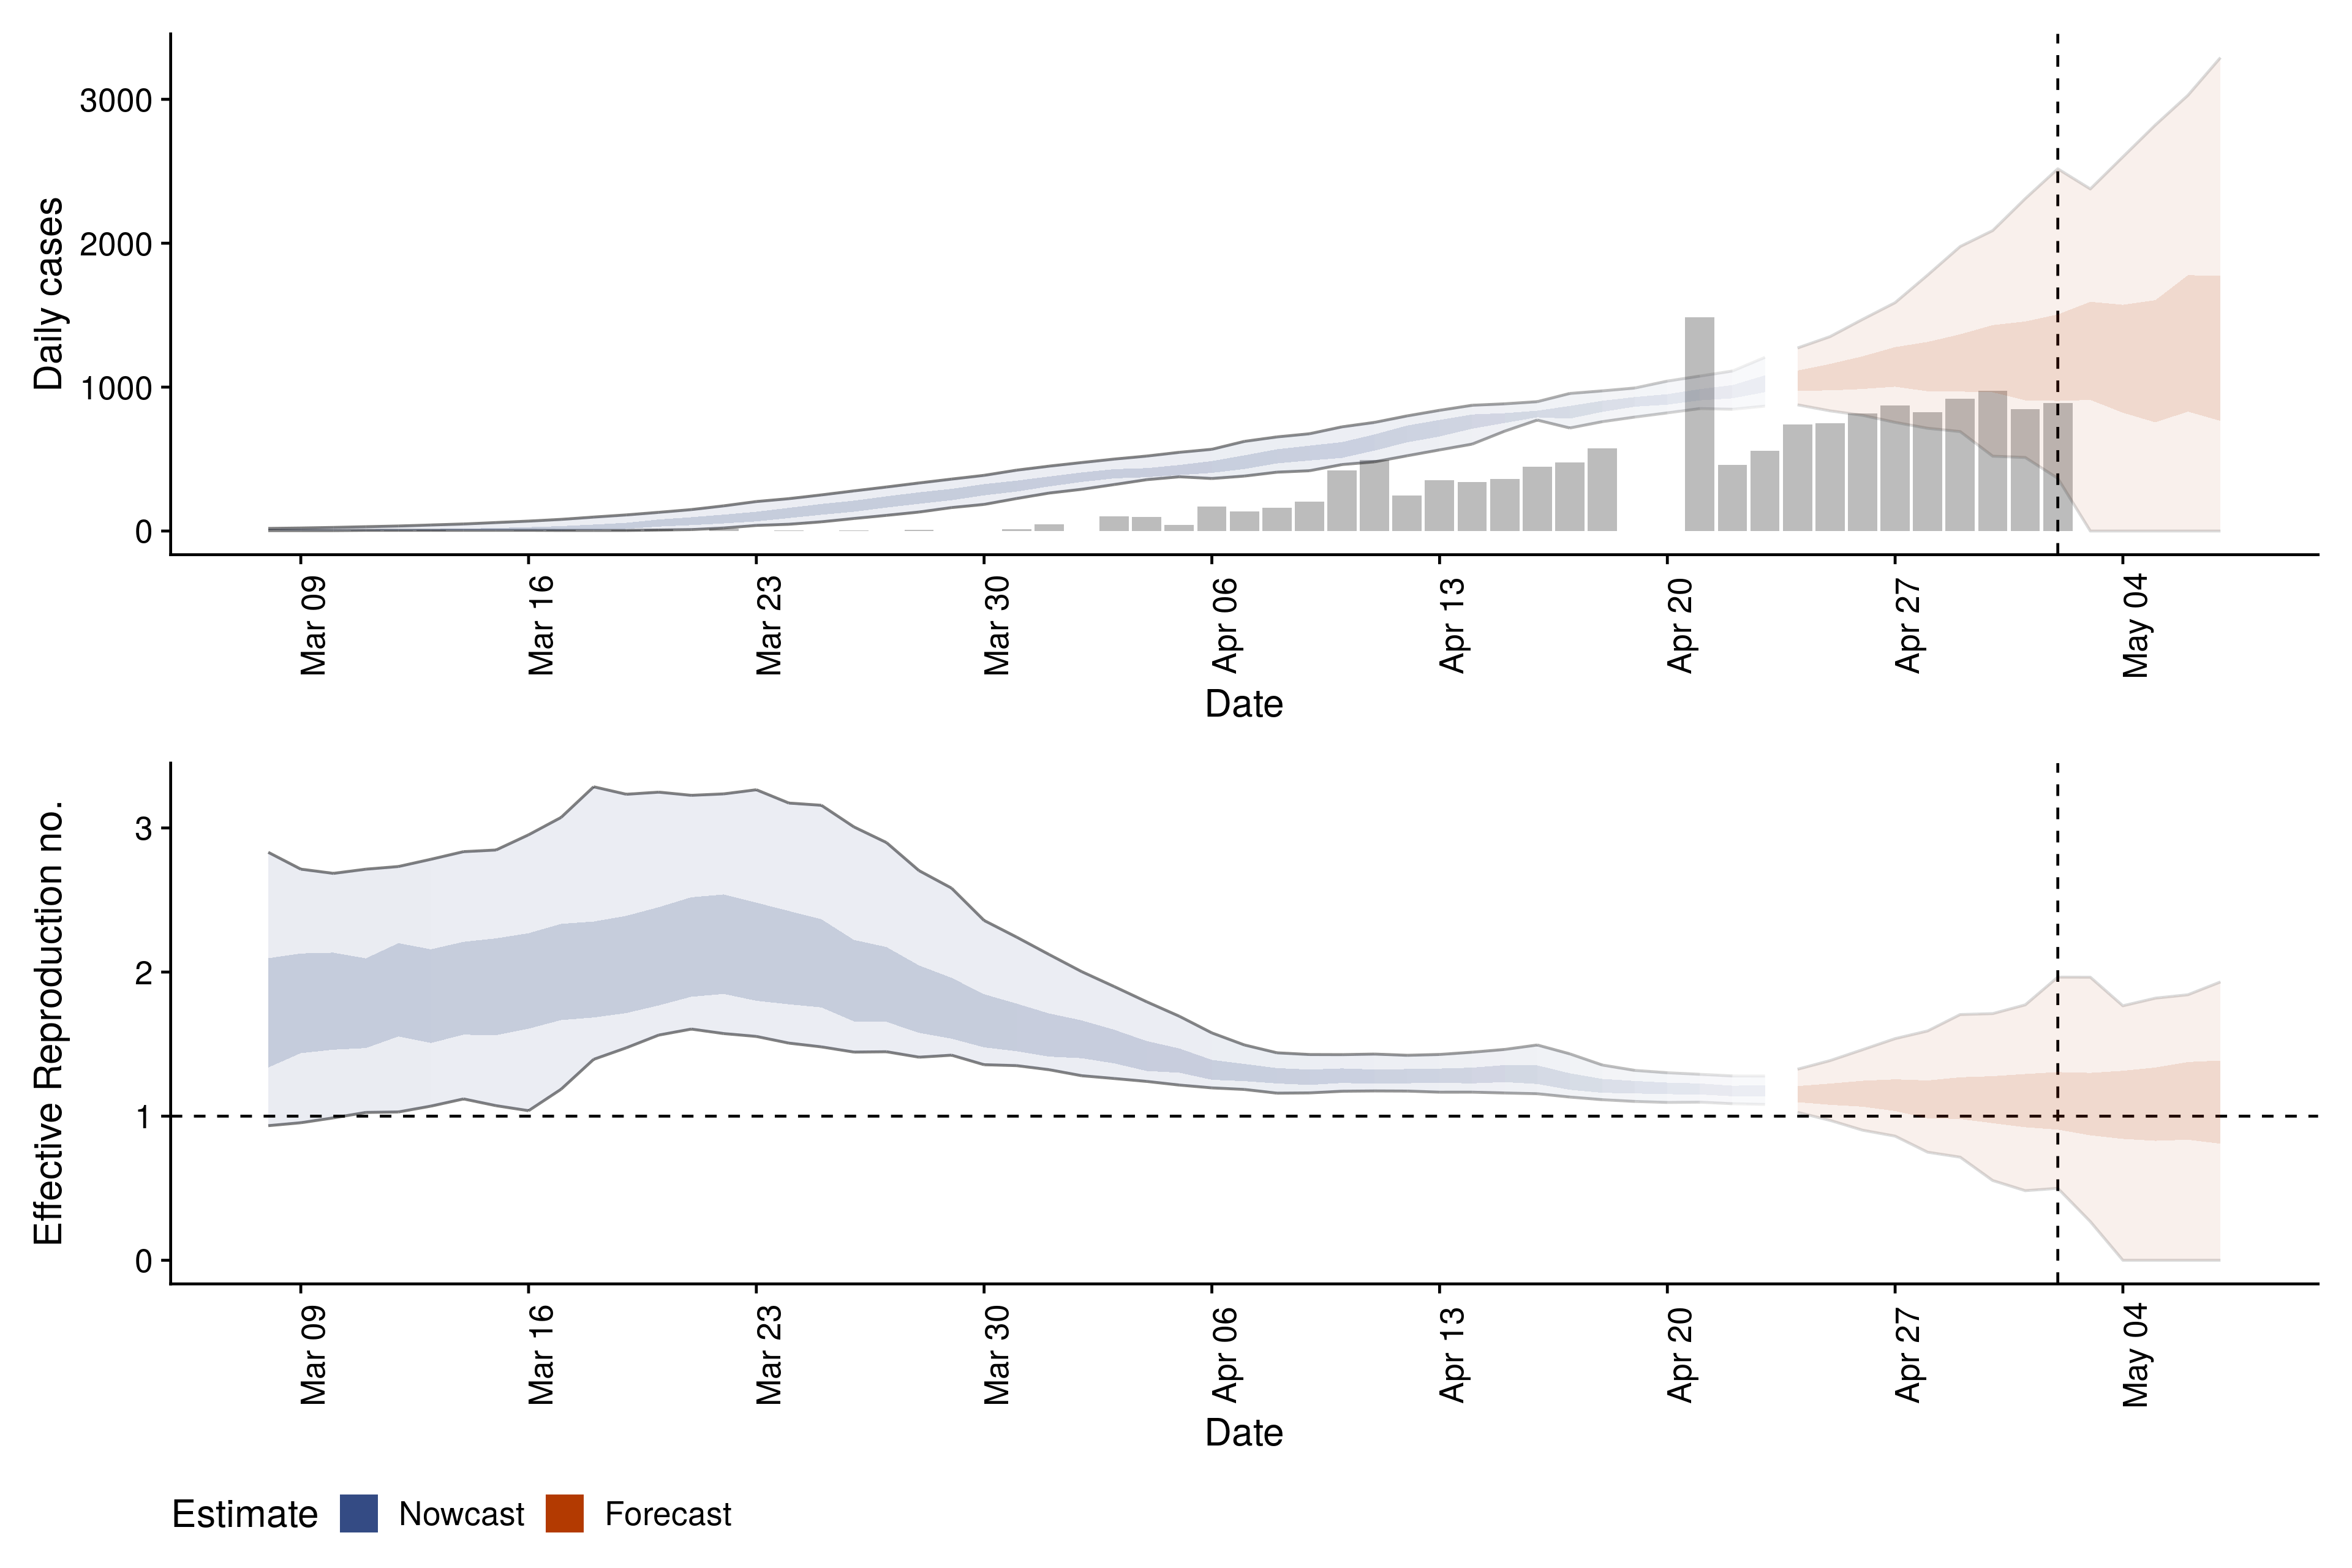 Daily cases
3000
2000
1000
0
Mar 09
Mar 16
Mar 23
Mar 30
Apr 06
Apr 13
Apr 20
Apr 27
May 04
Date
Effective Reproduction no.
3
2
1
0
Mar 09
Mar 16
Mar 23
Mar 30
Apr 06
Apr 13
Apr 20
Apr 27
May 04
Date
Estimate Nowcast Forecast